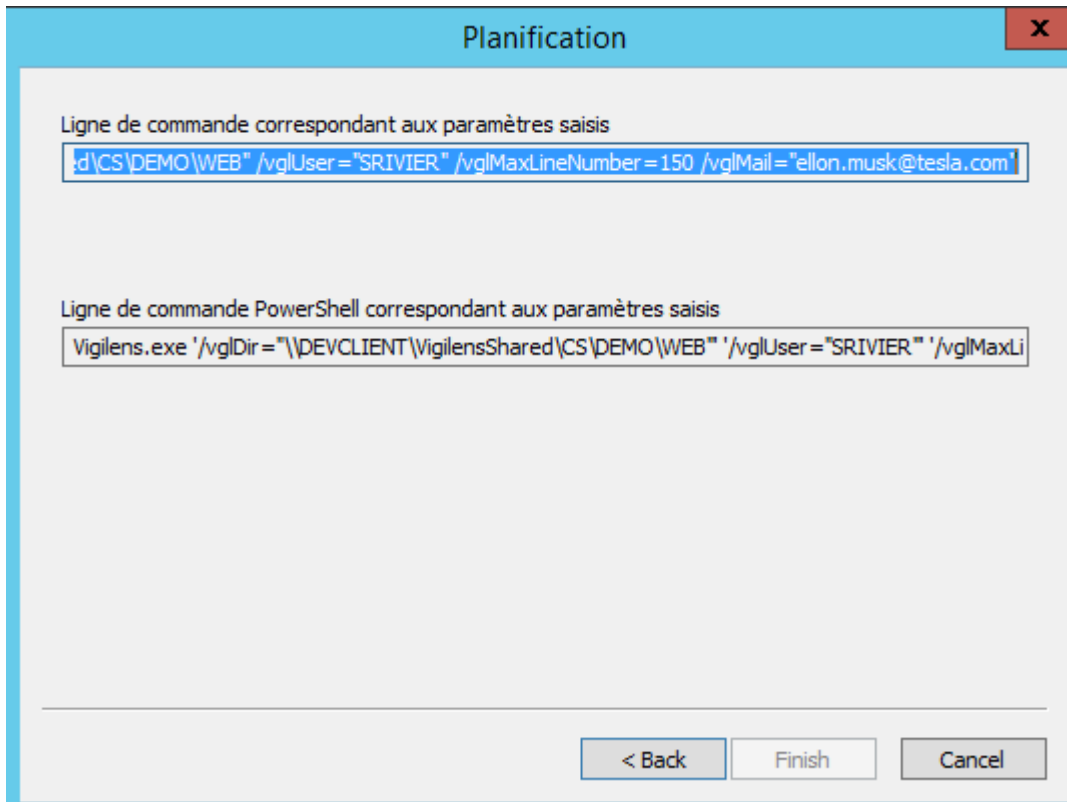 Planification
x
Ligne de commande correspondant aux paramètres saisis
ed\CS\DEMO\WEB" /vglUser="SRIVIER" /vglMaxLineNumber=150 /vglMail="ellon.musk@tesla.com"
Ligne de commande PowerShell correspondant aux paramètres saisis
Vigilens.exe '/vglDir="\\DEVCLIENT\VigilensShared\CS\DEMO\WEB"' '/vglUser="SRIVIER"' '/vglMaxLi
< Back Finish Cancel